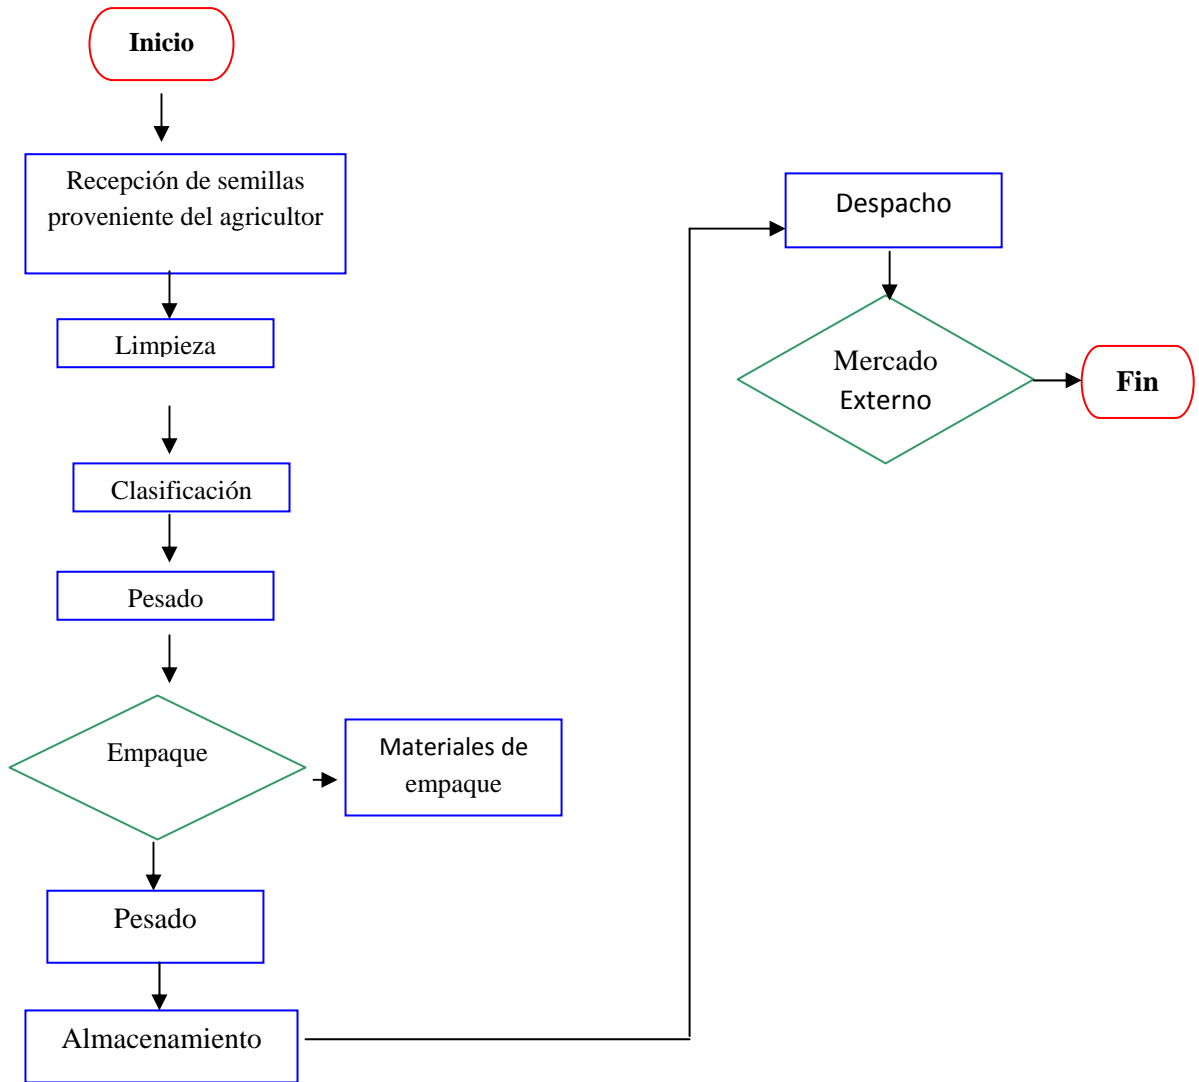 Inicio
Recepción de semillas
proveniente del agricultor
Limpieza
Clasificación
Pesado
Empaque
Materiales de
empaque
Pesado
Almacenamiento
Despacho
Mercado
Externo
Fin